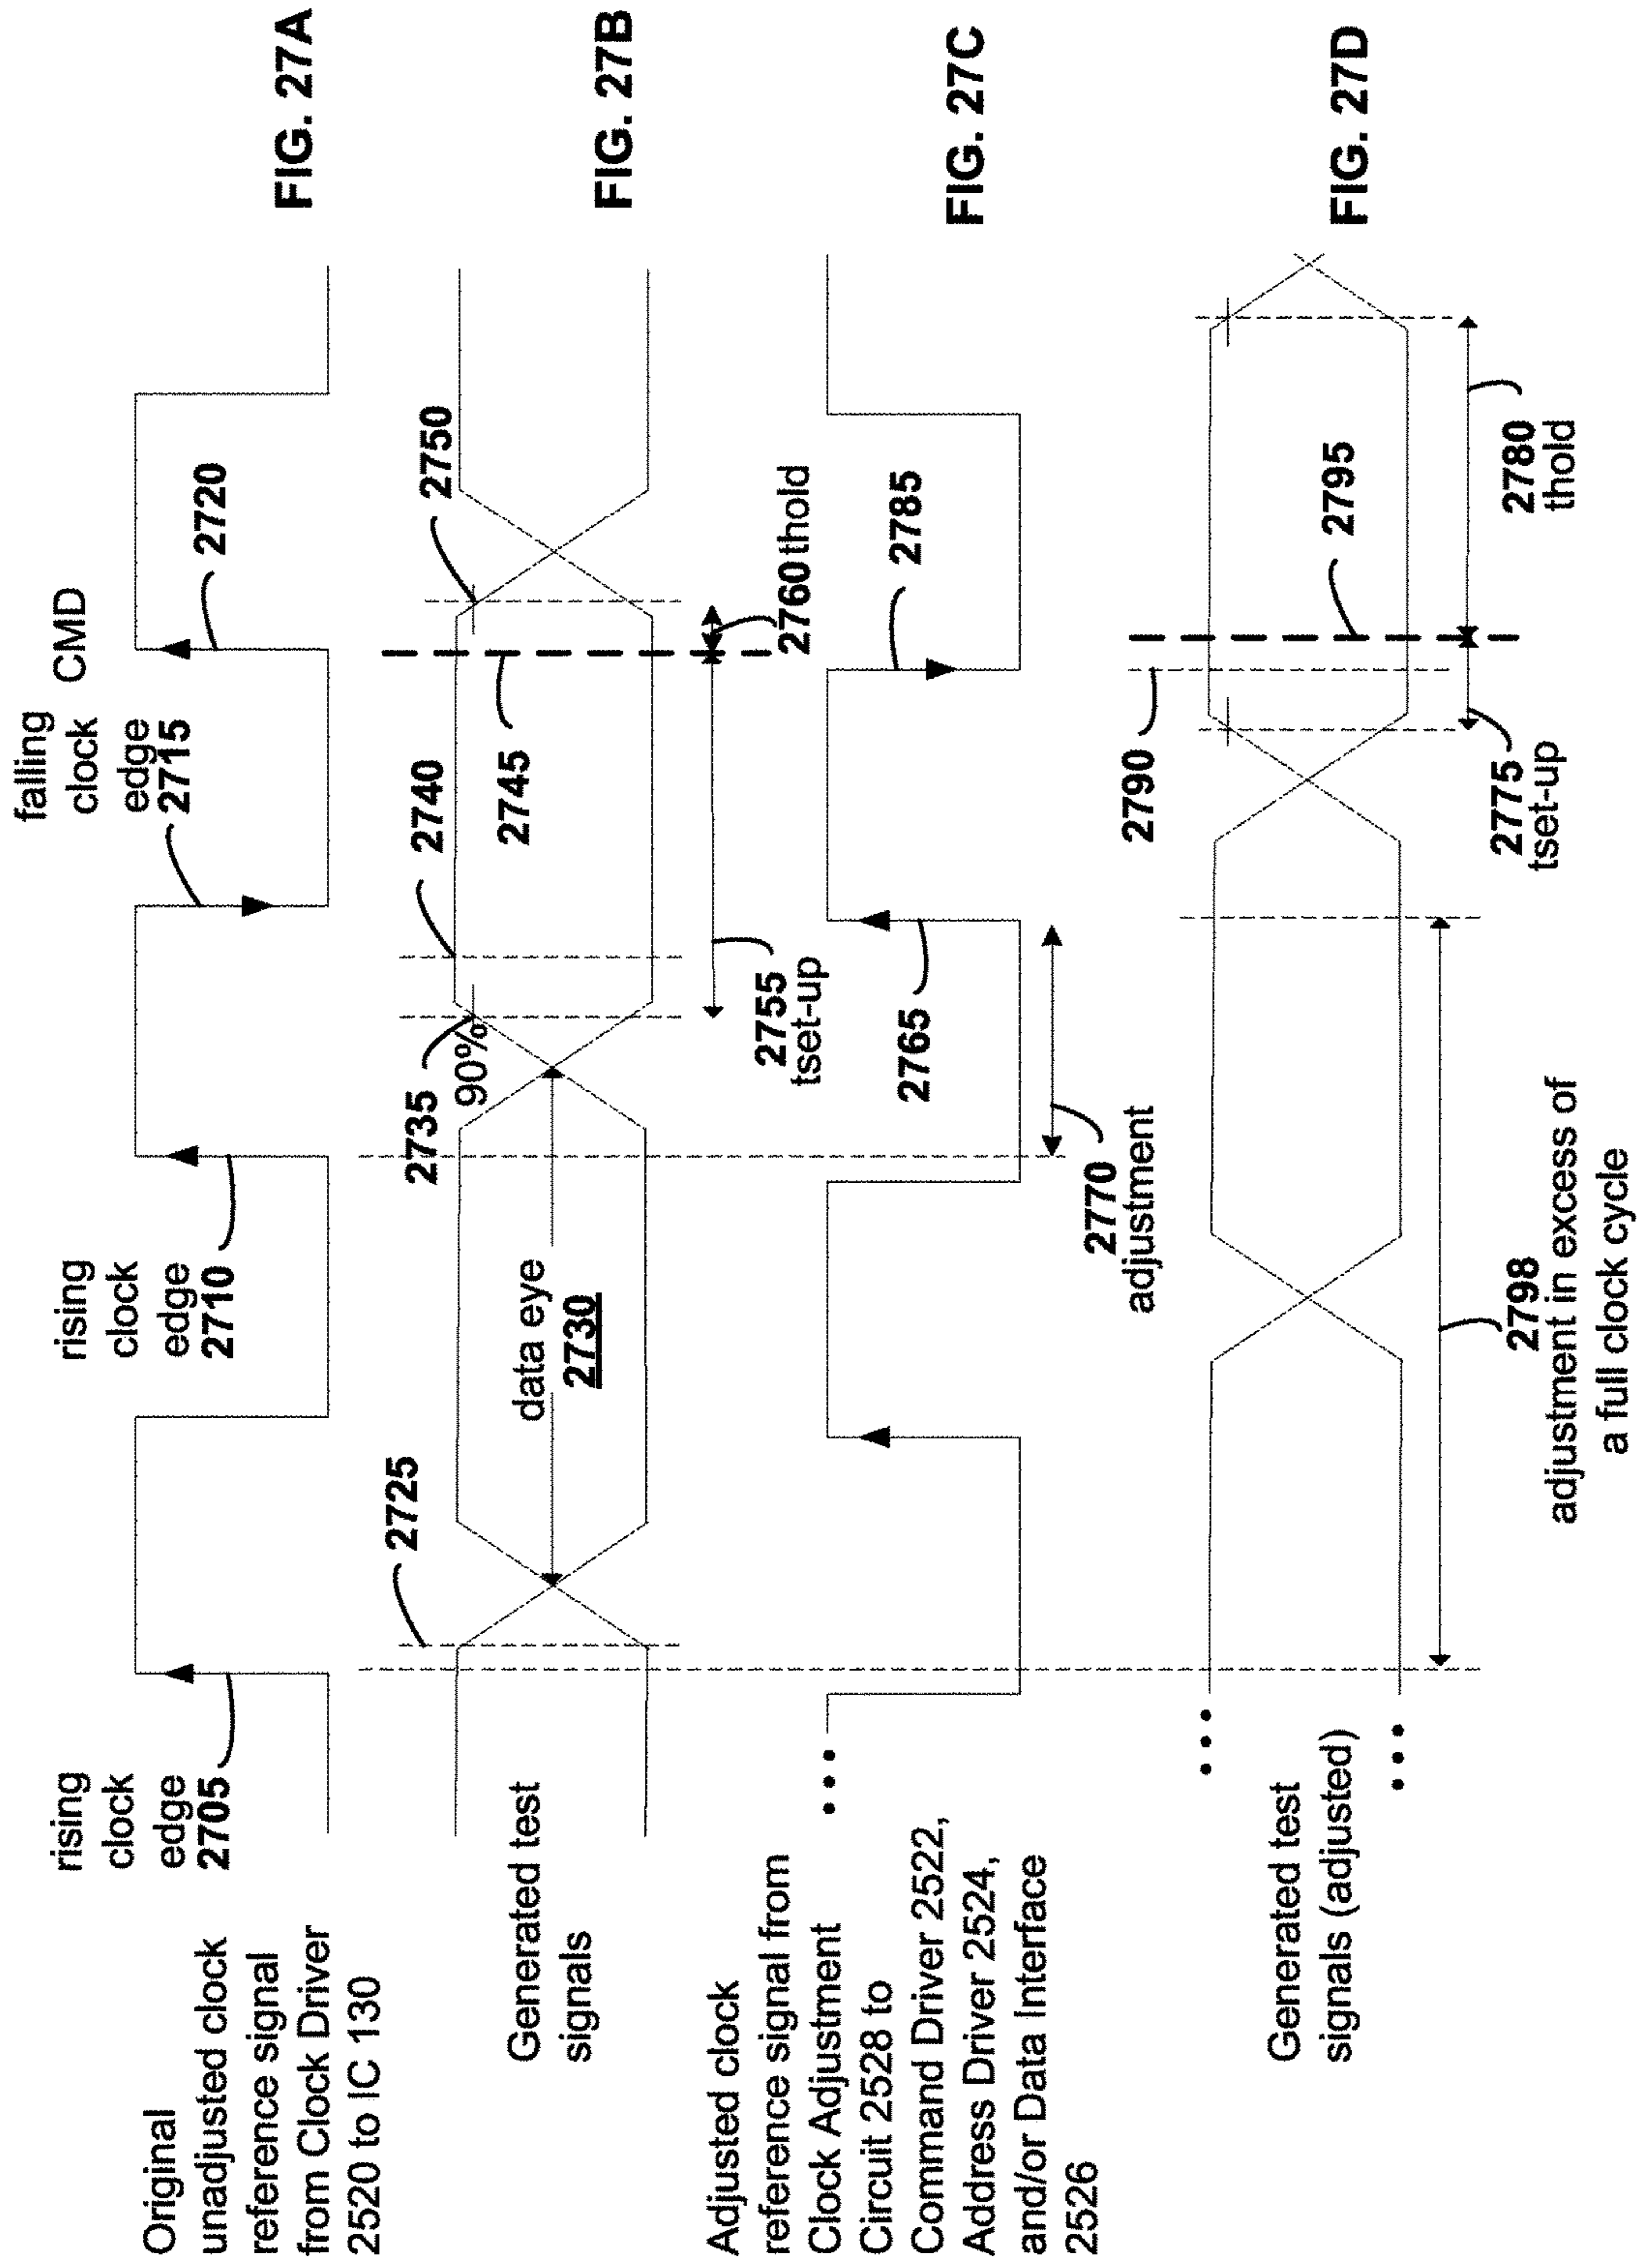 FIG. 27A
rising
clock
edge
2705
rising
clock
edge
2710
falling
clock
edge
2715
CMD
2720
Original
unadjusted clock
reference signal
from Clock Driver
2520 to IC 130
FIG. 27B
Generated test
signals
2725
data eye
2730
2735
90%
2740
2745
2750
2755
tset-up
2760 thold
FIG. 27C
Adjusted clock
reference signal from
Clock Adjustment
Circuit 2528 to
Command Driver 2522,
Address Driver 2524,
and/or Data Interface
2526
2765
2770
adjustment
2785
FIG. 27D
Generated test
signals (adjusted)
2790
2795
2775
tset-up
2780
thold
2798
adjustment in excess of
a full clock cycle